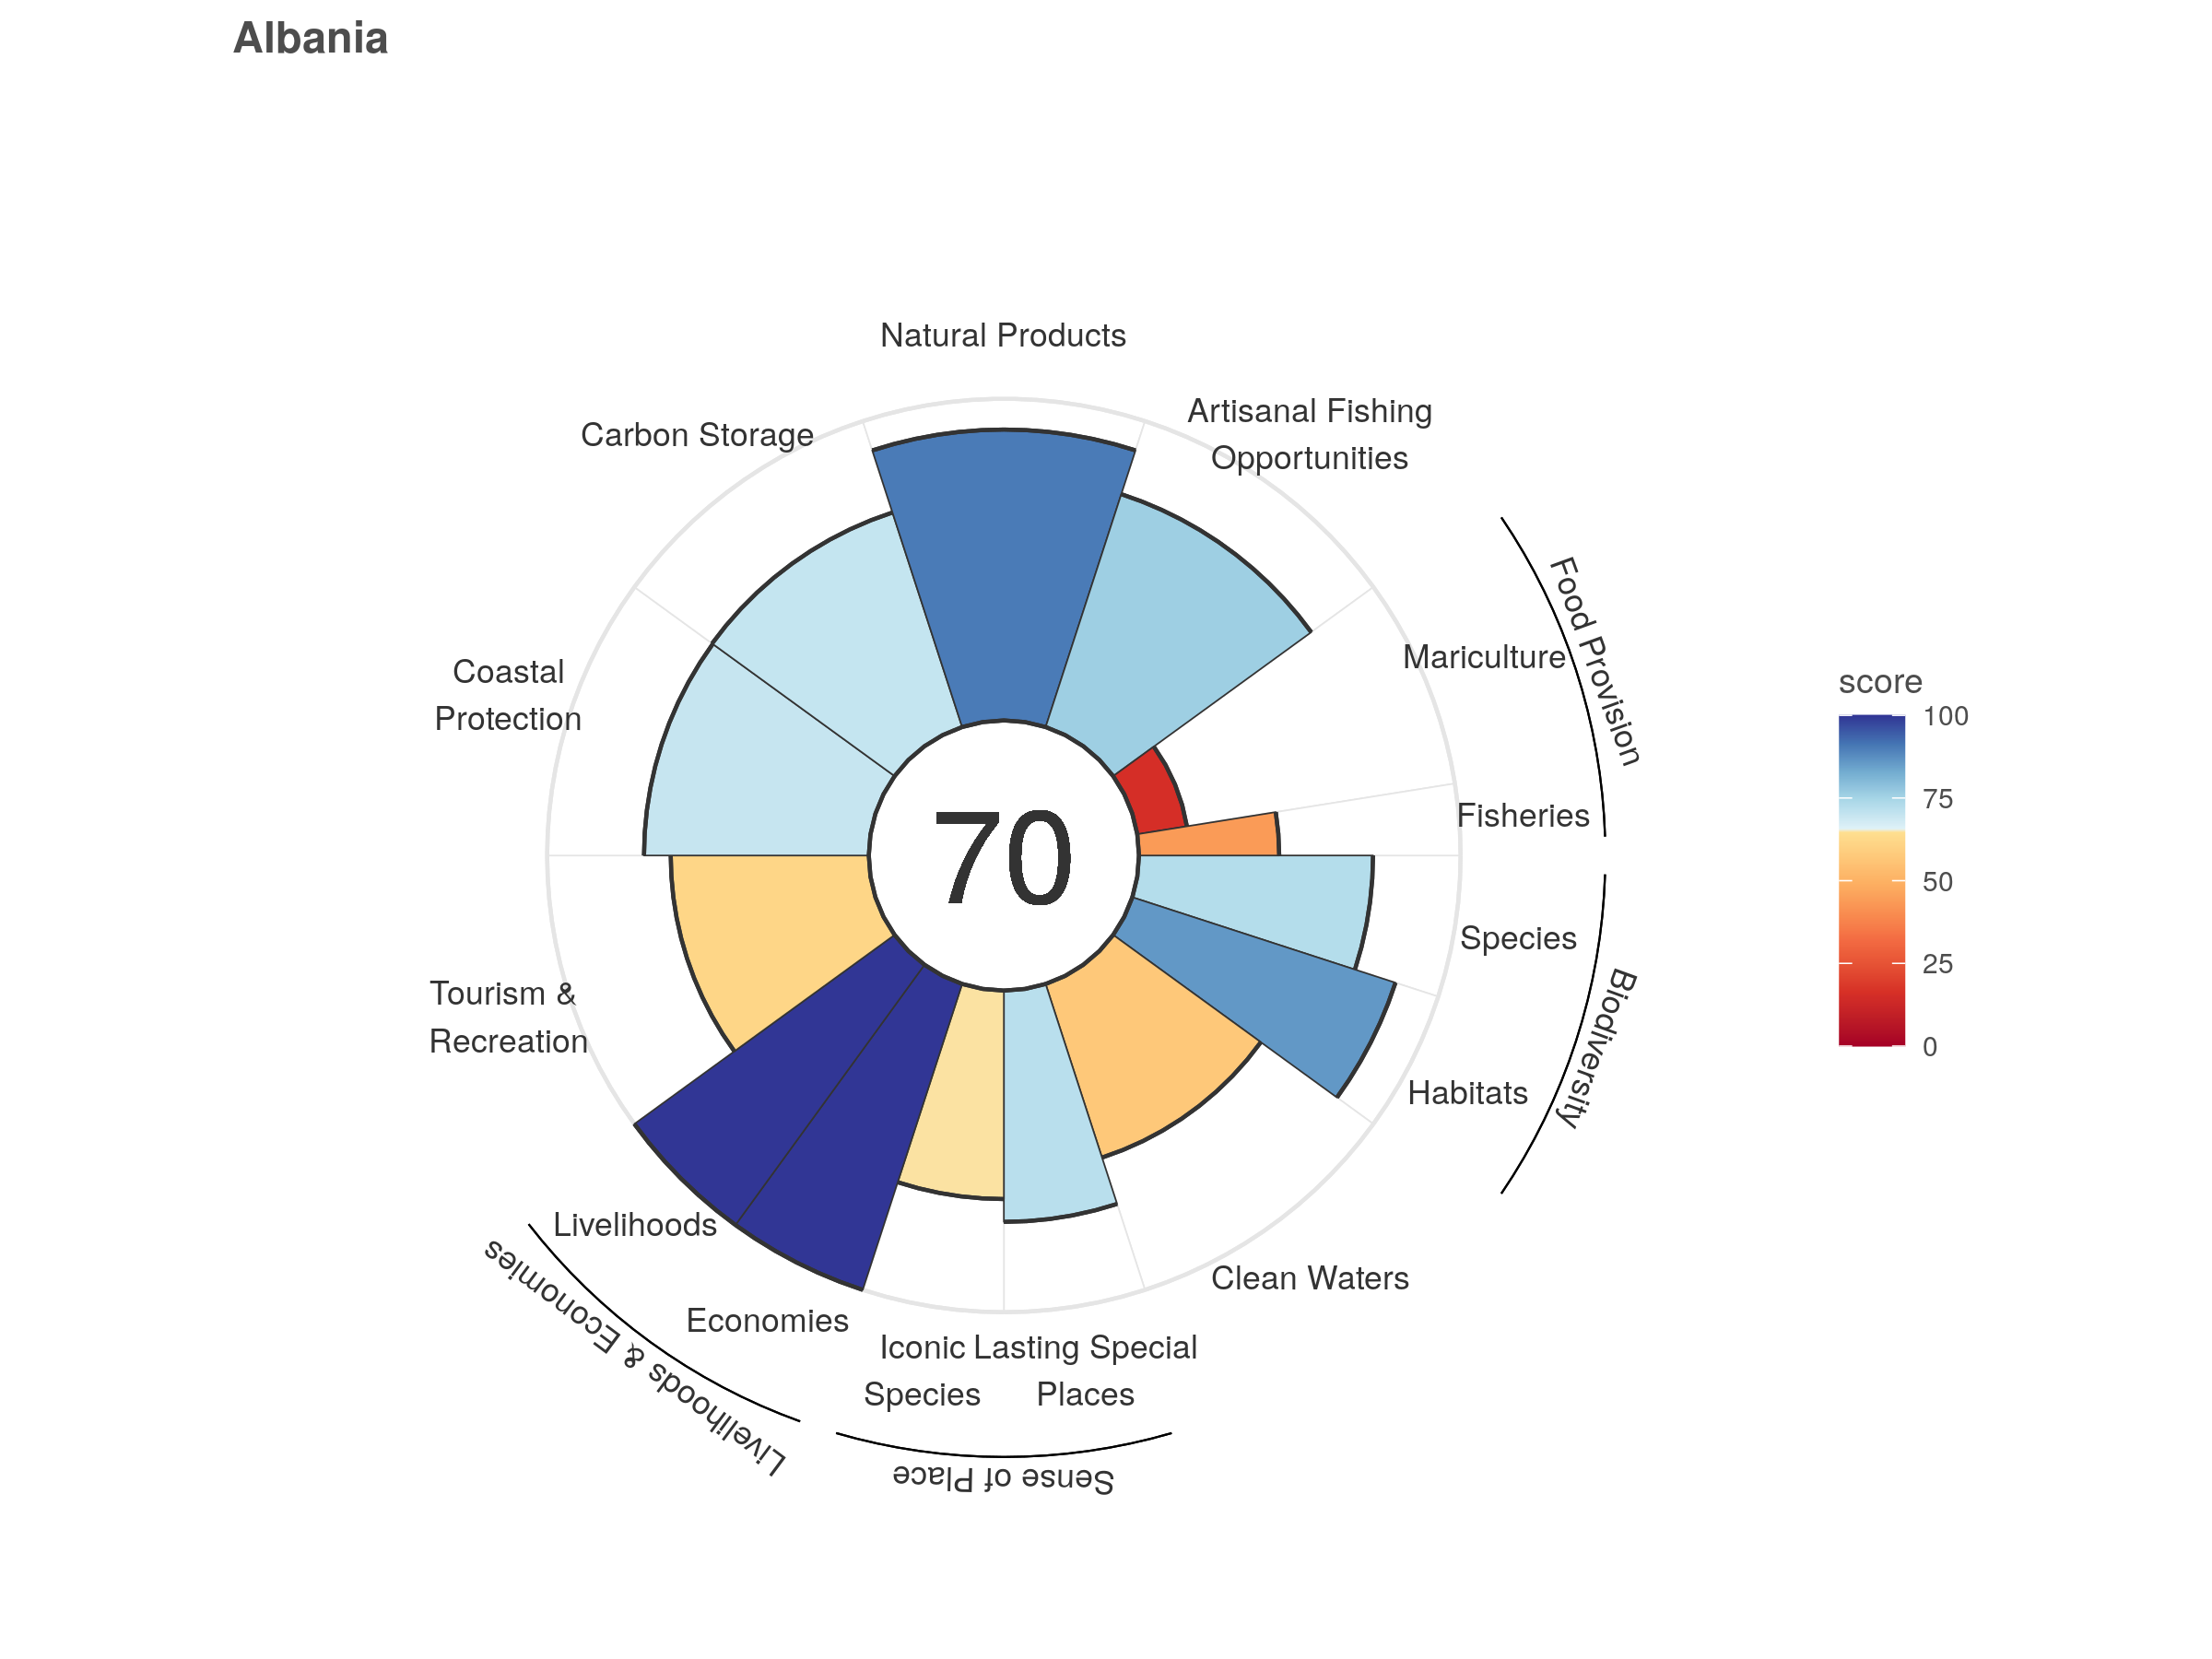 Albania
Natural Products
Artisanal Fishing
Opportunities
Carbon Storage
Mariculture
Food Provision
Coastal
Protection
Fisheries
70
Species
Biodiversity
Tourism &
Recreation
Habitats
Livelihoods
Clean Waters
Economies
Livelihoods & Economies
Iconic
Species
Lasting Special
Places
Sense of Place
score
100
75
50
25
0